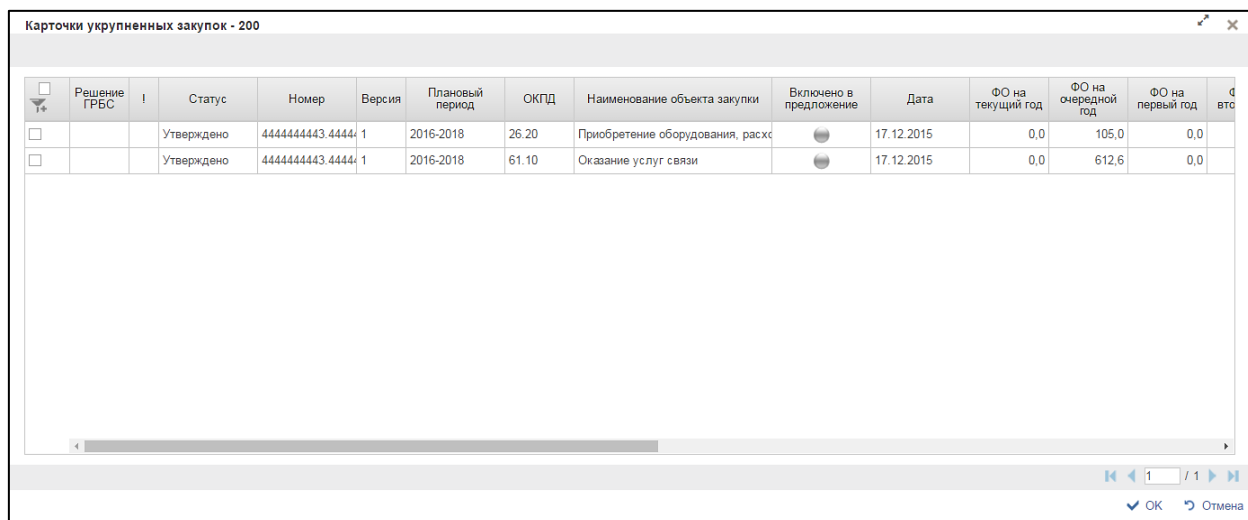 Карточки укрупненных закупок - 200
Решение ГРБС ! Статус Номер Версия Плановый период ОКПД Наименование объекта закупки Включено в предложение Дата ФО на текущий год ФО на очередной год ФО на первый год
Утверждено 4444444443.4444 1 2016-2018 26.20 Приобретение оборудования, расхо 17.12.2015 0,0 105,0 0,0
Утверждено 4444444443.4444 1 2016-2018 61.10 Оказание услуг связи 17.12.2015 0,0 612,6 0,0
1 / 1
OK Отмена